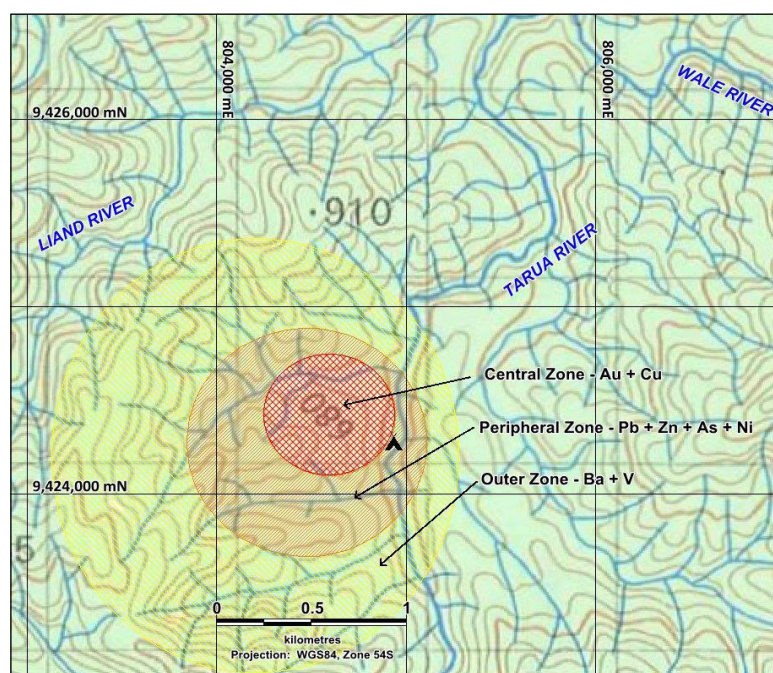 804,000 mE
806,000 mE
WALE RIVER
9,426,000 mN
910
LIAND RIVER
TARUA RIVER
Central Zone - Au + Cu
680
Peripheral Zone - Pb + Zn + As + Ni
Outer Zone - Ba + V
9,424,000 mN
5
0 0.5 1
kilometres
Projection: WGS84, Zone 54S